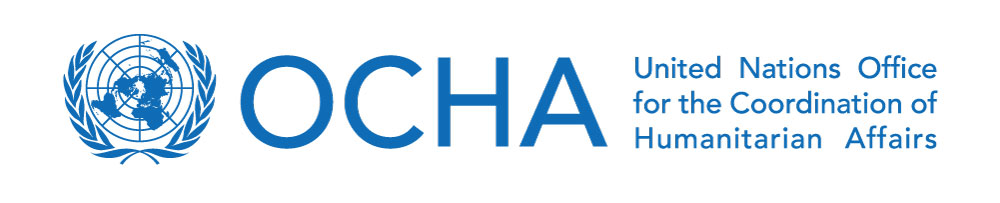 OCHA
United Nations Office
for the Coordination of
Humanitarian Affairs